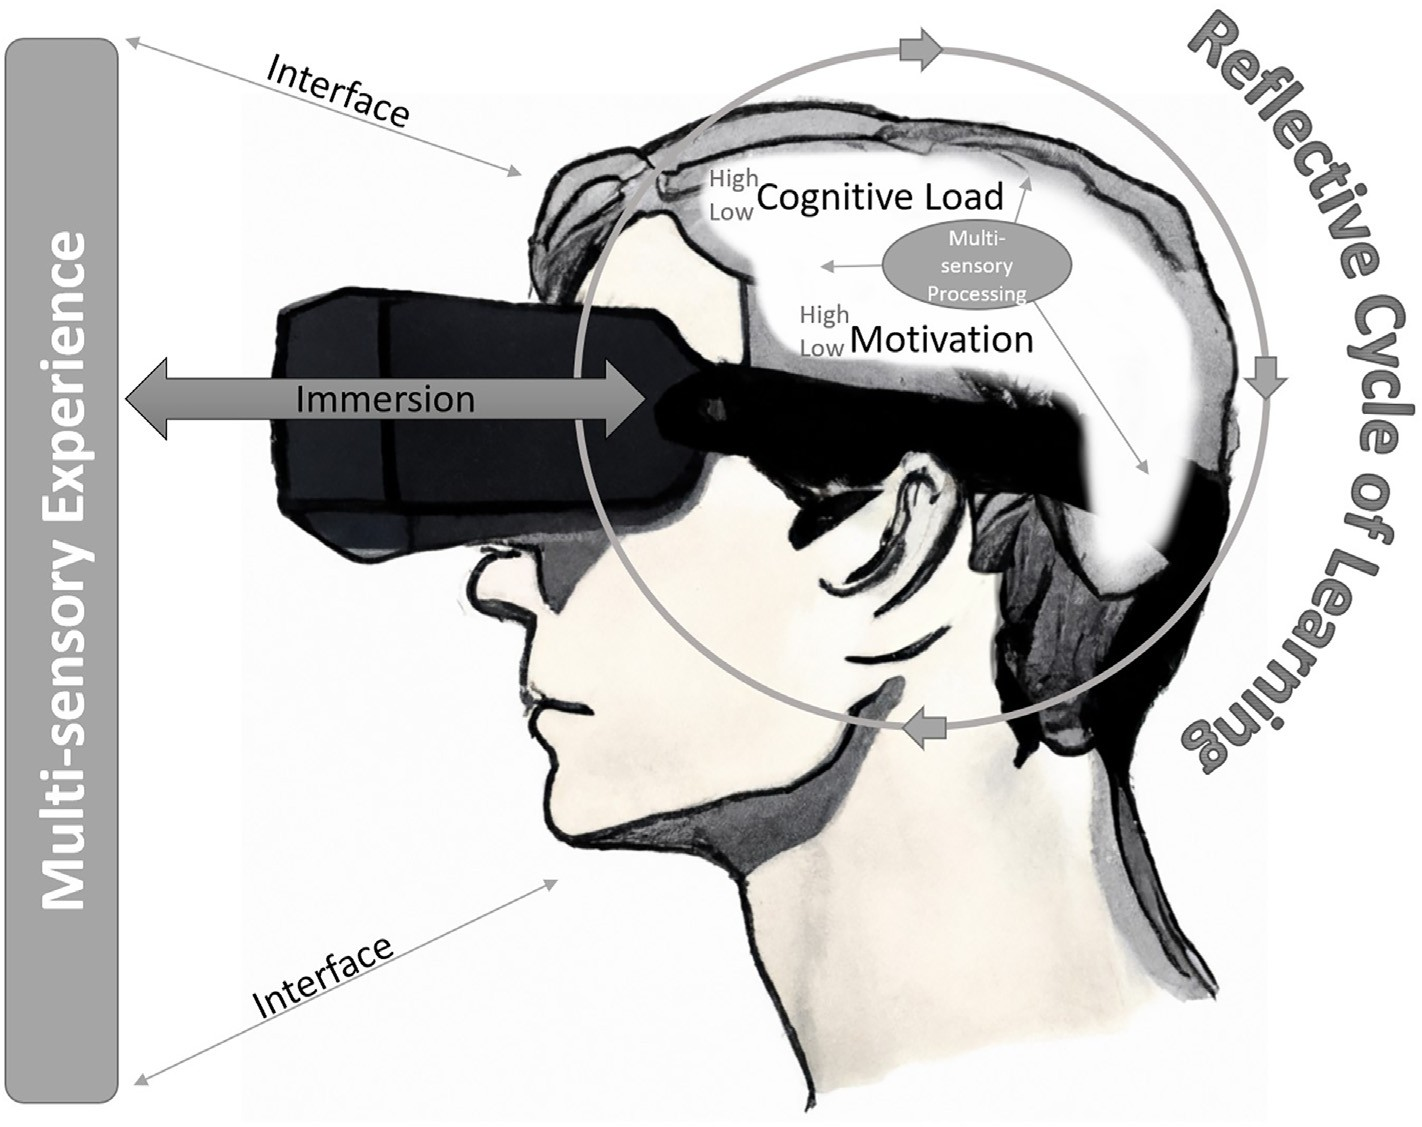 Multi-sensory Experience
Interface
Immersion
Interface
High
Low
Cognitive Load
Multi-
sensory
Processing
High
Low
Motivation
Reflective Cycle of Learning